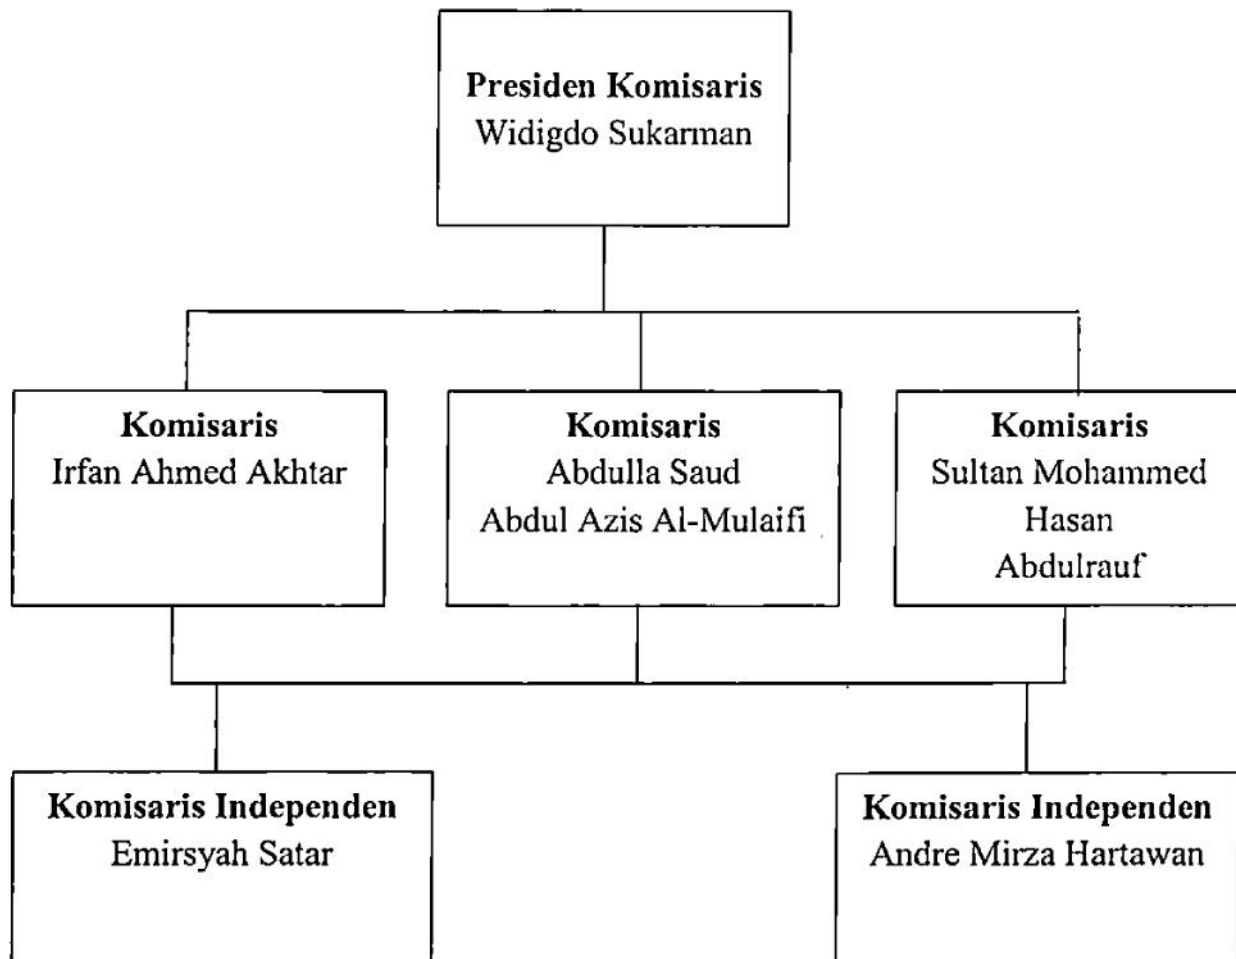 Presiden Komisaris
Widigdo Sukarman
Komisaris
Irfan Ahmed Akhtar
Komisaris
Abdulla Saud
Abdul Azis Al-Mulaifi
Komisaris
Sultan Mohammed
Hasan
Abdulrauf
Komisaris Independen
Emirsyah Satar
Komisaris Independen
Andre Mirza Hartawan